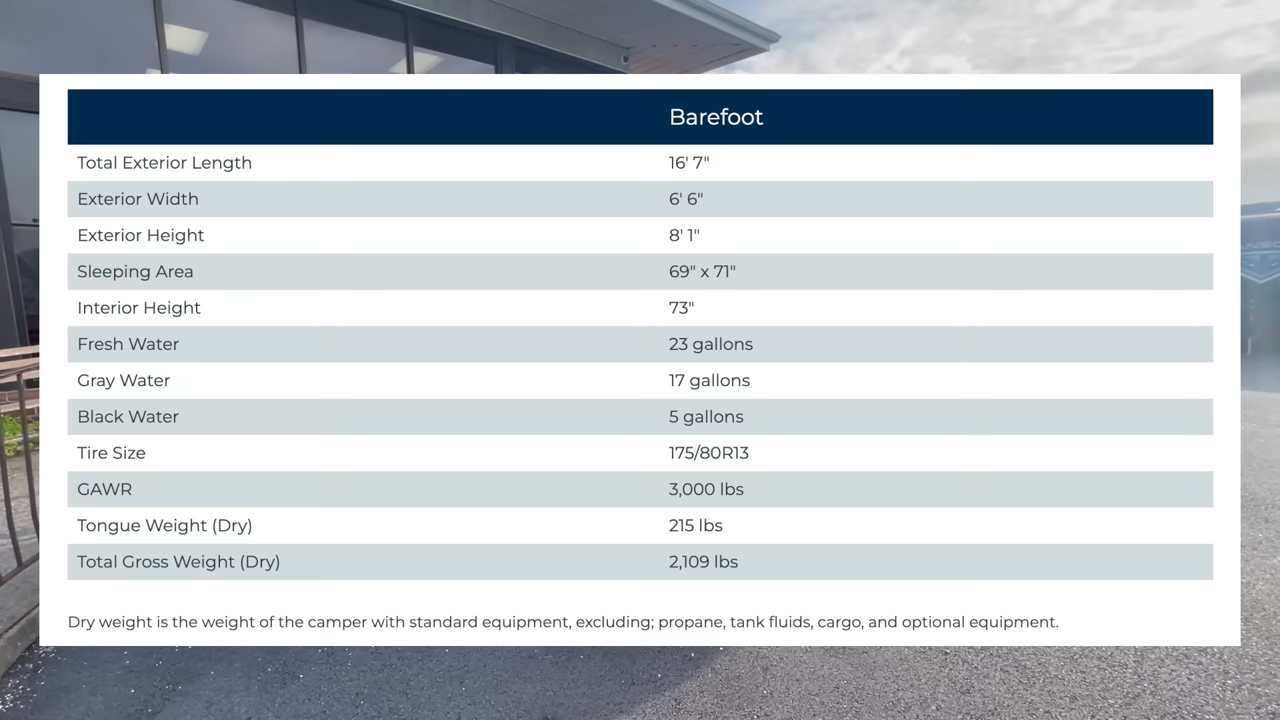 Barefoot
Total Exterior Length 16' 7"
Exterior Width 6' 6"
Exterior Height 8' 1"
Sleeping Area 69" x 71"
Interior Height 73"
Fresh Water 23 gallons
Gray Water 17 gallons
Black Water 5 gallons
Tire Size 175/80R13
GAWR 3,000 lbs
Tongue Weight (Dry) 215 lbs
Total Gross Weight (Dry) 2,109 lbs
Dry weight is the weight of the camper with standard equipment, excluding; propane, tank fluids, cargo, and optional equipment.